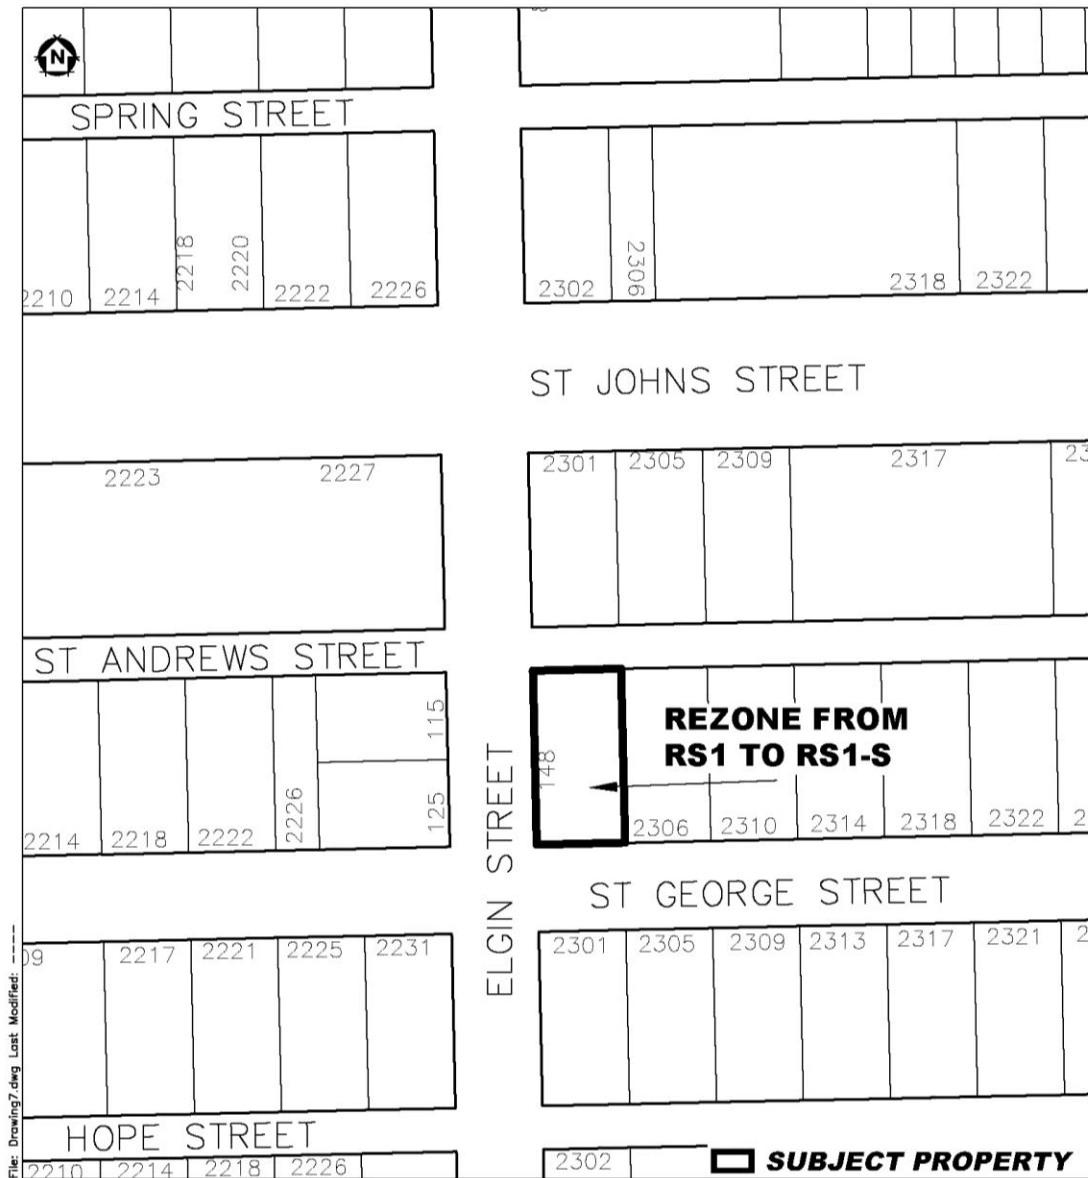 N
SPRING STREET
2210 2214 2218 2220 2222 2226
2302 2306 2318 2322
ST JOHNS STREET
2223 2227
2301 2305 2309 2317
ST ANDREWS STREET
115
125
2214 2218 2222 2226
148
REZONE FROM
RS1 TO RS1-S
2306 2310 2314 2318 2322
ELGIN STREET
ST GEORGE STREET
2217 2221 2225 2231
2301 2305 2309 2313 2317 2321
HOPE STREET
2210 2214 2218 2226
2302
SUBJECT PROPERTY
File: Drawing7.dwg Last Modified: -----